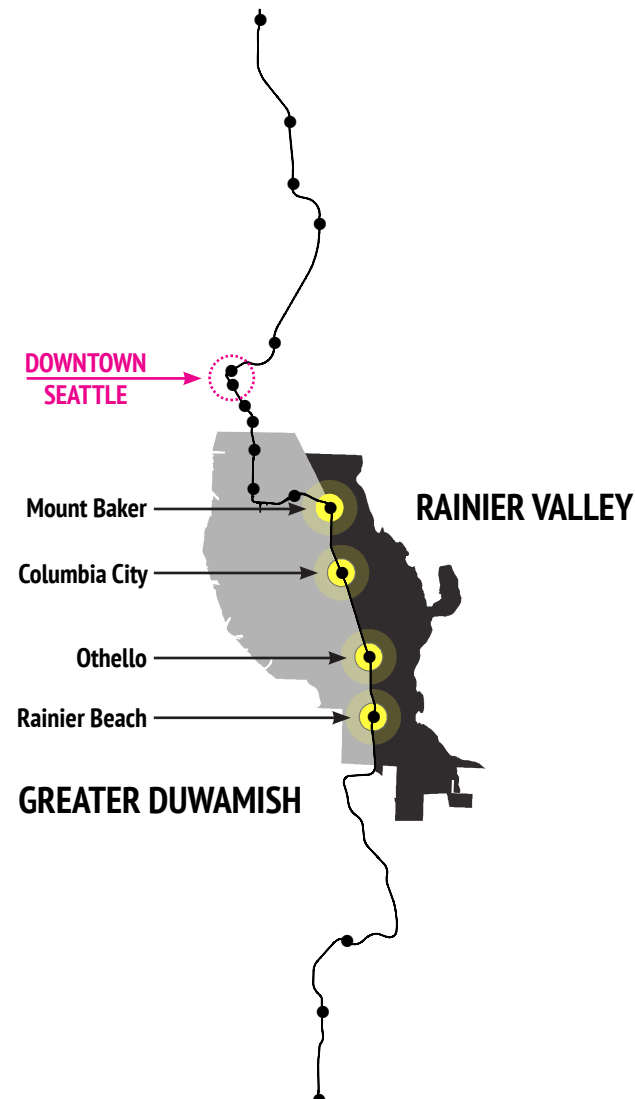 DOWNTOWN
SEATTLE
Mount Baker
RAINIER VALLEY
Columbia City
Othello
Rainier Beach
GREATER DUWAMISH